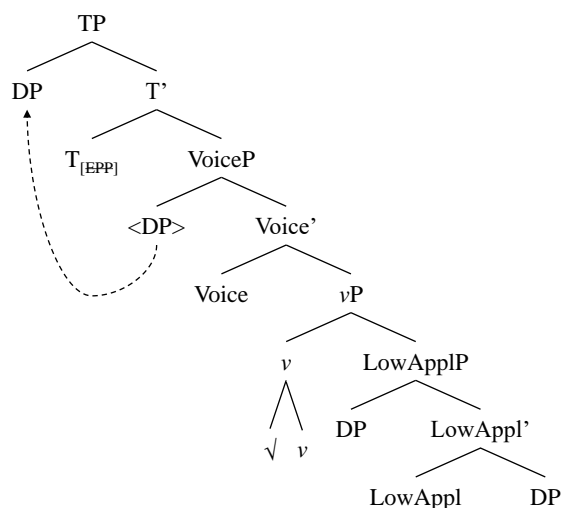 TP
DP T’
T[EPP] VoiceP
<DP> Voice’
Voice vP
v LowApplP
√ v DP LowAppl’
LowAppl DP